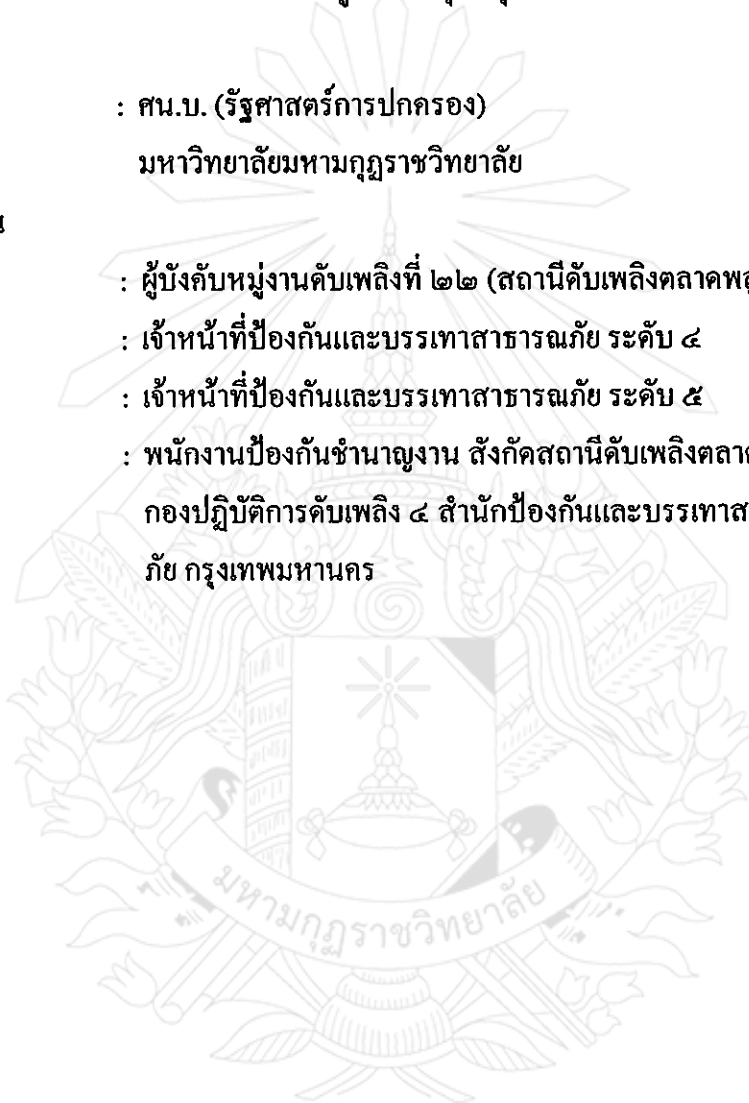 : ศน.บ. (รัฐศาสตร์การปกครอง)
มหาวิทยาลัยมหามกุฏราชวิทยาลัย
: ผู้บังคับหมู่งานดับเพลิงที่ ๒๒ (สถานีดับเพลิงตลาดพลู
: เจ้าหน้าที่ป้องกันและบรรเทาสาธารณภัย ระดับ ๔
: เจ้าหน้าที่ป้องกันและบรรเทาสาธารณภัย ระดับ ๕
: พนักงานป้องกันชำนาญงาน สังกัดสถานีดับเพลิงตลาด
กองปฏิบัติการดับเพลิง ๔ สำนักป้องกันและบรรเทาส
ภัย กรุงเทพมหานคร
มหามกุฏราชวิทยาลัย